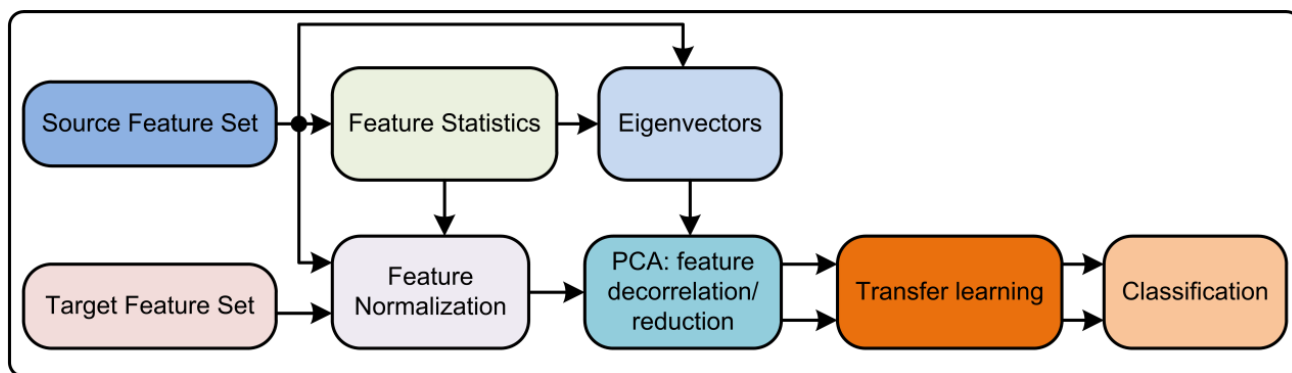 Source Feature Set
Feature Statistics
Eigenvectors
Target Feature Set
Feature
Normalization
PCA: feature
decorrelation/
reduction
Transfer learning
Classification